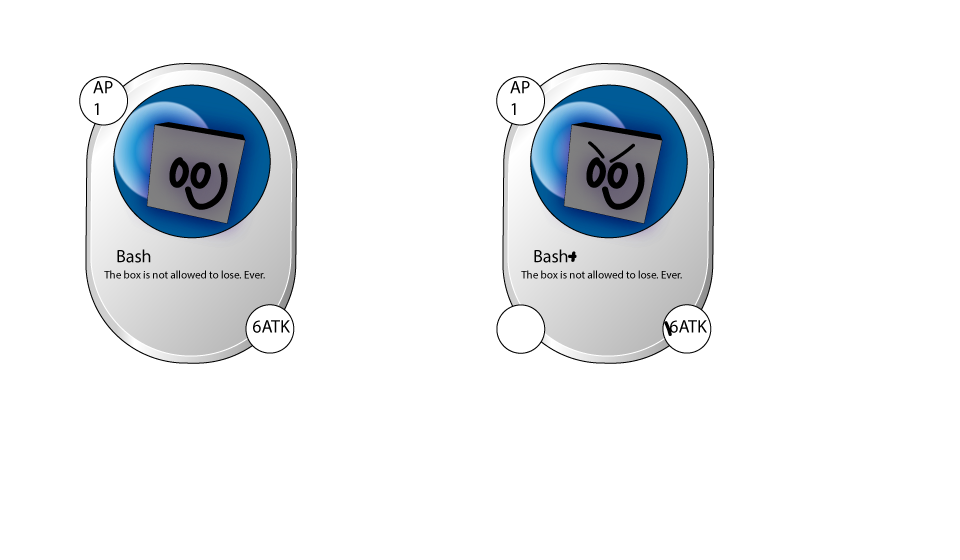 AP
1
Bash
The box is not allowed to lose. Ever.
6ATK
AP
1
Bash+
The box is not allowed to lose. Ever.
6ATK